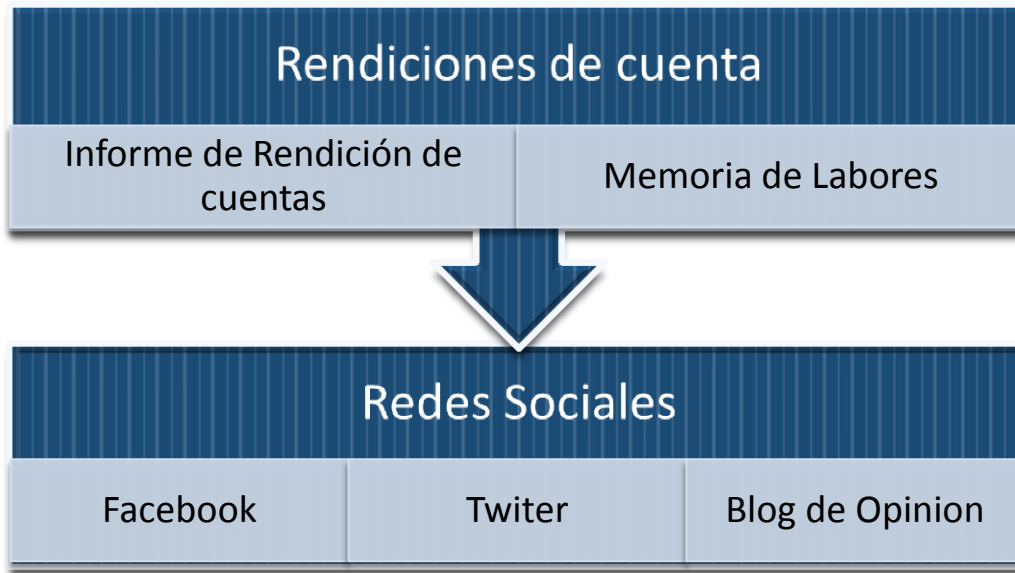 Rendiciones de cuenta
Informe de Rendición de
cuentas
Memoria de Labores
Redes Sociales
Facebook
Twiter
Blog de Opinion